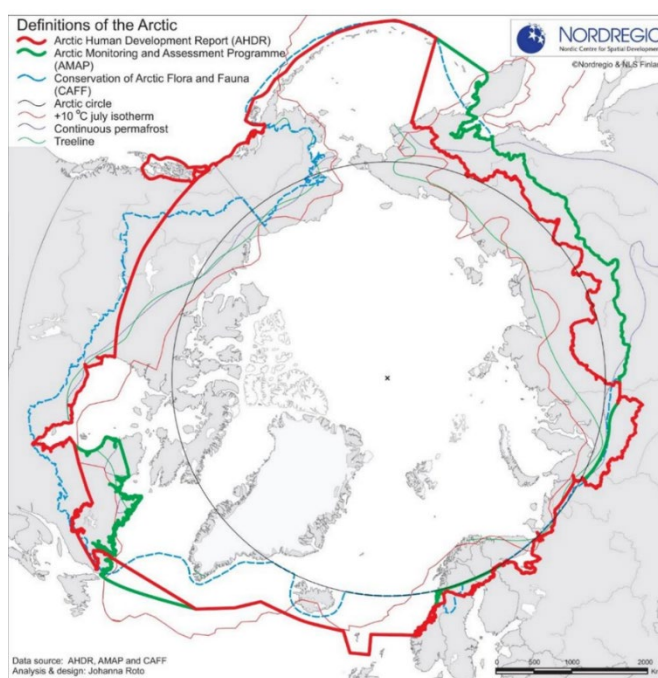 Definitions of the Arctic
Arctic Human Development Report (AHDR)
Arctic Monitoring and Assessment Programme
(AMAP)
Conservation of Arctic Flora and Fauna
(CAFF)
Arctic circle
+10 °C july isotherm
Continuous permafrost
Treeline
NORDREGIO
Nordic Centre for Spatial Development
©Nordregio & NLS Finland
Data source: AHDR, AMAP and CAFF
Analysis & design: Johanna Roto
0 500 1000 2000